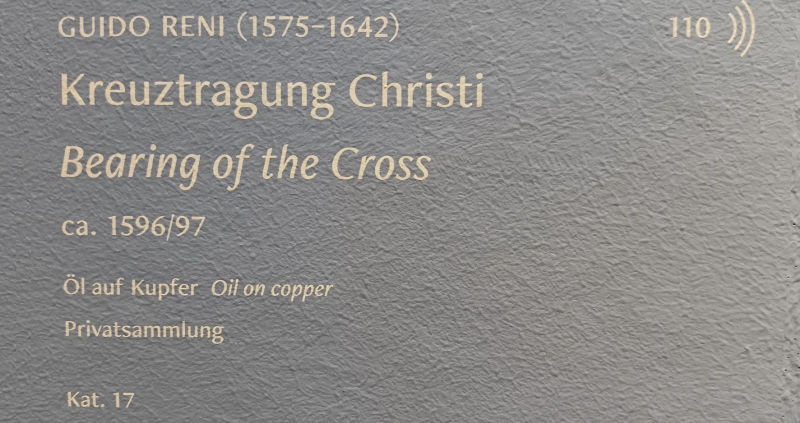 GUIDO RENI (1575–1642) 110
Kreuztragung Christi
Bearing of the Cross
ca. 1596/97
Öl auf Kupfer Oil on copper
Privatsammlung
Kat. 17